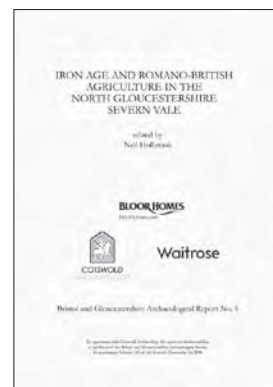 IRON AGE AND ROMANO-BRITISH
AGRICULTURE IN THE
NORTH GLOUCESTERSHIRE
SEVERN VALE
edited by
Neil Holbrook
BLOOR HOMES
COTSWOLD
Waitrose
Bristol and Gloucestershire Archaeological Report No. 4